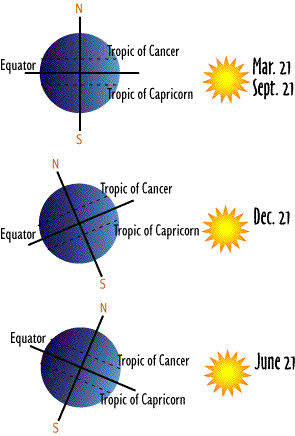 N
Tropic of Cancer
Equator
Tropic of Capricorn
S
Mar. 21
Sept. 21
N
Tropic of Cancer
Equator
Tropic of Capricorn
S
Dec. 21
N
Equator
Tropic of Cancer
Tropic of Capricorn
S
June 21